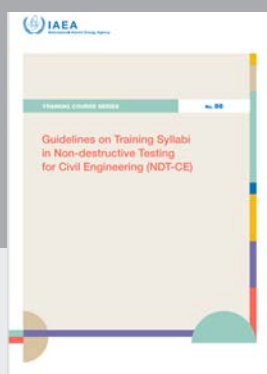 IAEA
International Atomic Energy Agency
TRAINING COURSE SERIES
No. 86
Guidelines on Training Syllabi
in Non-destructive Testing
for Civil Engineering (NDT-CE)